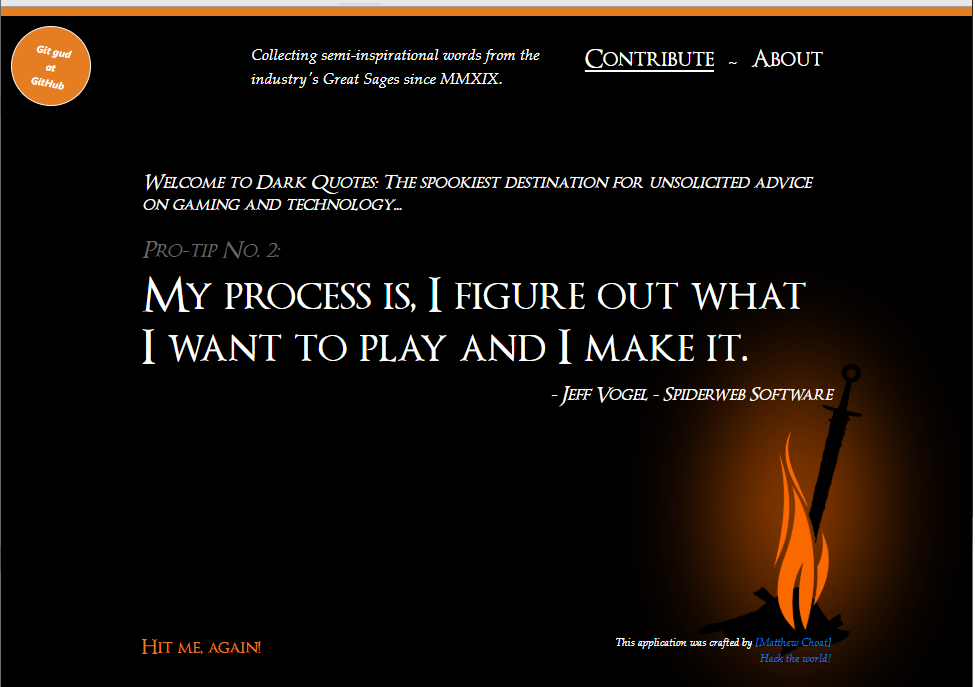 Git gud
at
GitHub
Collecting semi-inspirational words from the
industry's Great Sages since MMXIX.
Contribute ~ About
Welcome to Dark Quotes: The spookiest destination for unsolicited advice
on gaming and technology...
Pro-tip No. 2:
My process is, I figure out what
I want to play and I make it.
- Jeff Vogel - Spiderweb Software
Hit me, again!
This application was crafted by [Matthew Choat]
Hack the world!